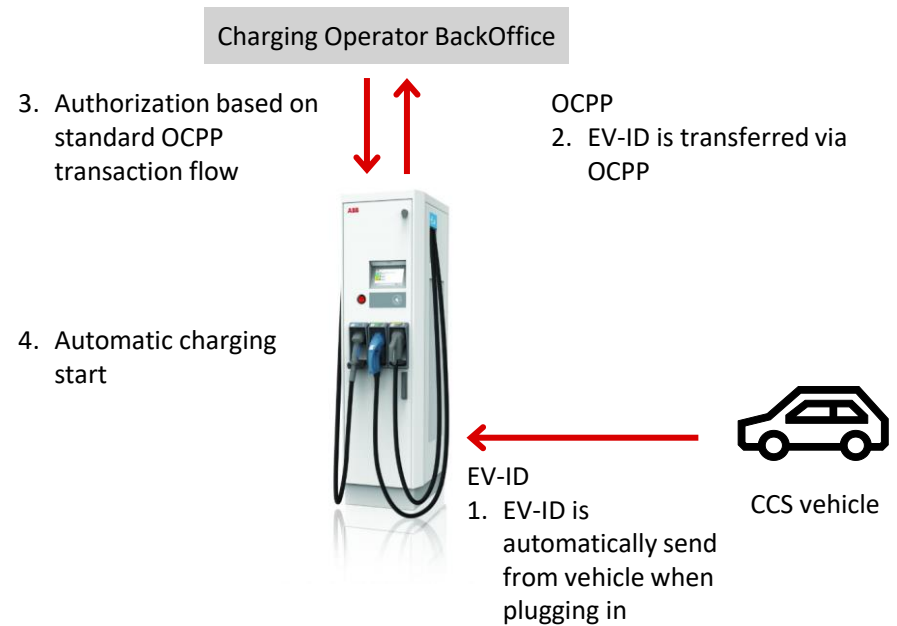 Charging Operator BackOffice
3. Authorization based on
standard OCPP
transaction flow
OCPP
2. EV-ID is transferred via
OCPP
ABB
4. Automatic charging
start
EV-ID
1. EV-ID is
automatically send
from vehicle when
plugging in
CCS vehicle